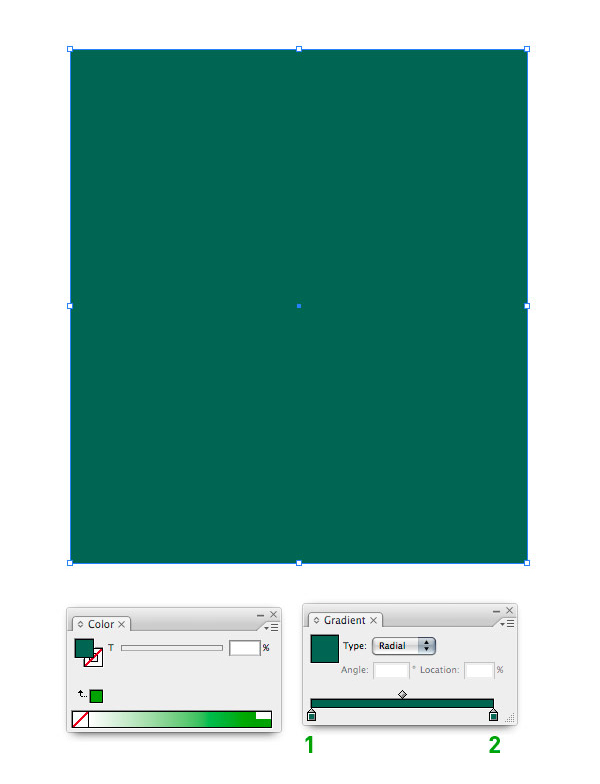 Color
T
%
Gradient
Type: Radial
Angle: ° Location: %
1 2